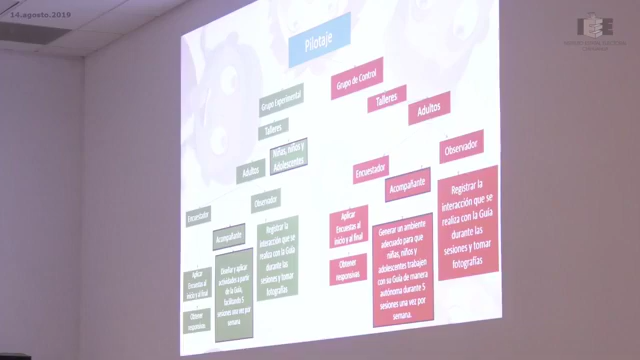 14.agosto.2019
Pilotaje
Grupo Experimental
Talleres
Niñas, niños y
Adolescentes
Adultos
Encuestador
Acompañante
Observador
Aplicar
Encuestas al
inicio y al final
Obtener
responsivas
Diseñar y aplicar
actividades a partir
de la Guía,
facilitando 5
sesiones una vez por
semana
Registrar la
interacción que se
realiza con la Guía
durante las
sesiones y tomar
fotografías
Grupo de Control
Talleres
Adultos
Encuestador
Acompañante
Observador
Aplicar
Encuestas al
inicio y al final
Obtener
responsivas
Generar un ambiente
adecuado para que
niñas, niños y
adolescentes trabajen
con su Guía de manera
autónoma durante 5
sesiones una vez por
semana.
Registrar la
interacción que se
realiza con la Guía
durante las
sesiones y tomar
fotografías